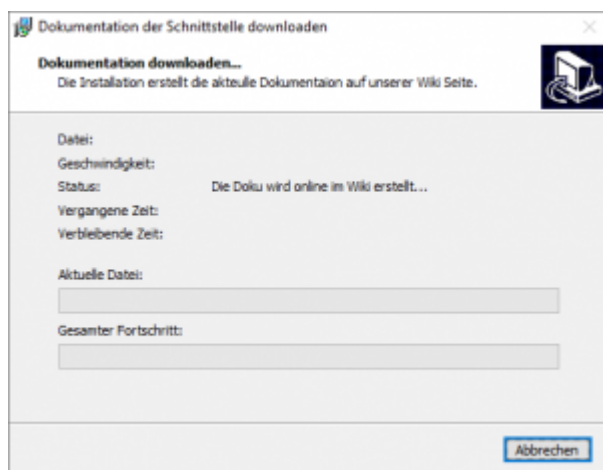 Dokumentation der Schnittstelle downloaden
Dokumentation downloaden...
Die Installation erstellt die akteulle Dokumentaion auf unserer Wiki Seite.
Datei:
Geschwindigkeit:
Status: Die Doku wird online im Wiki erstellt...
Vergangene Zeit:
Verbleibende Zeit:
Aktuelle Datei:
Gesamter Fortschritt:
Abbrechen